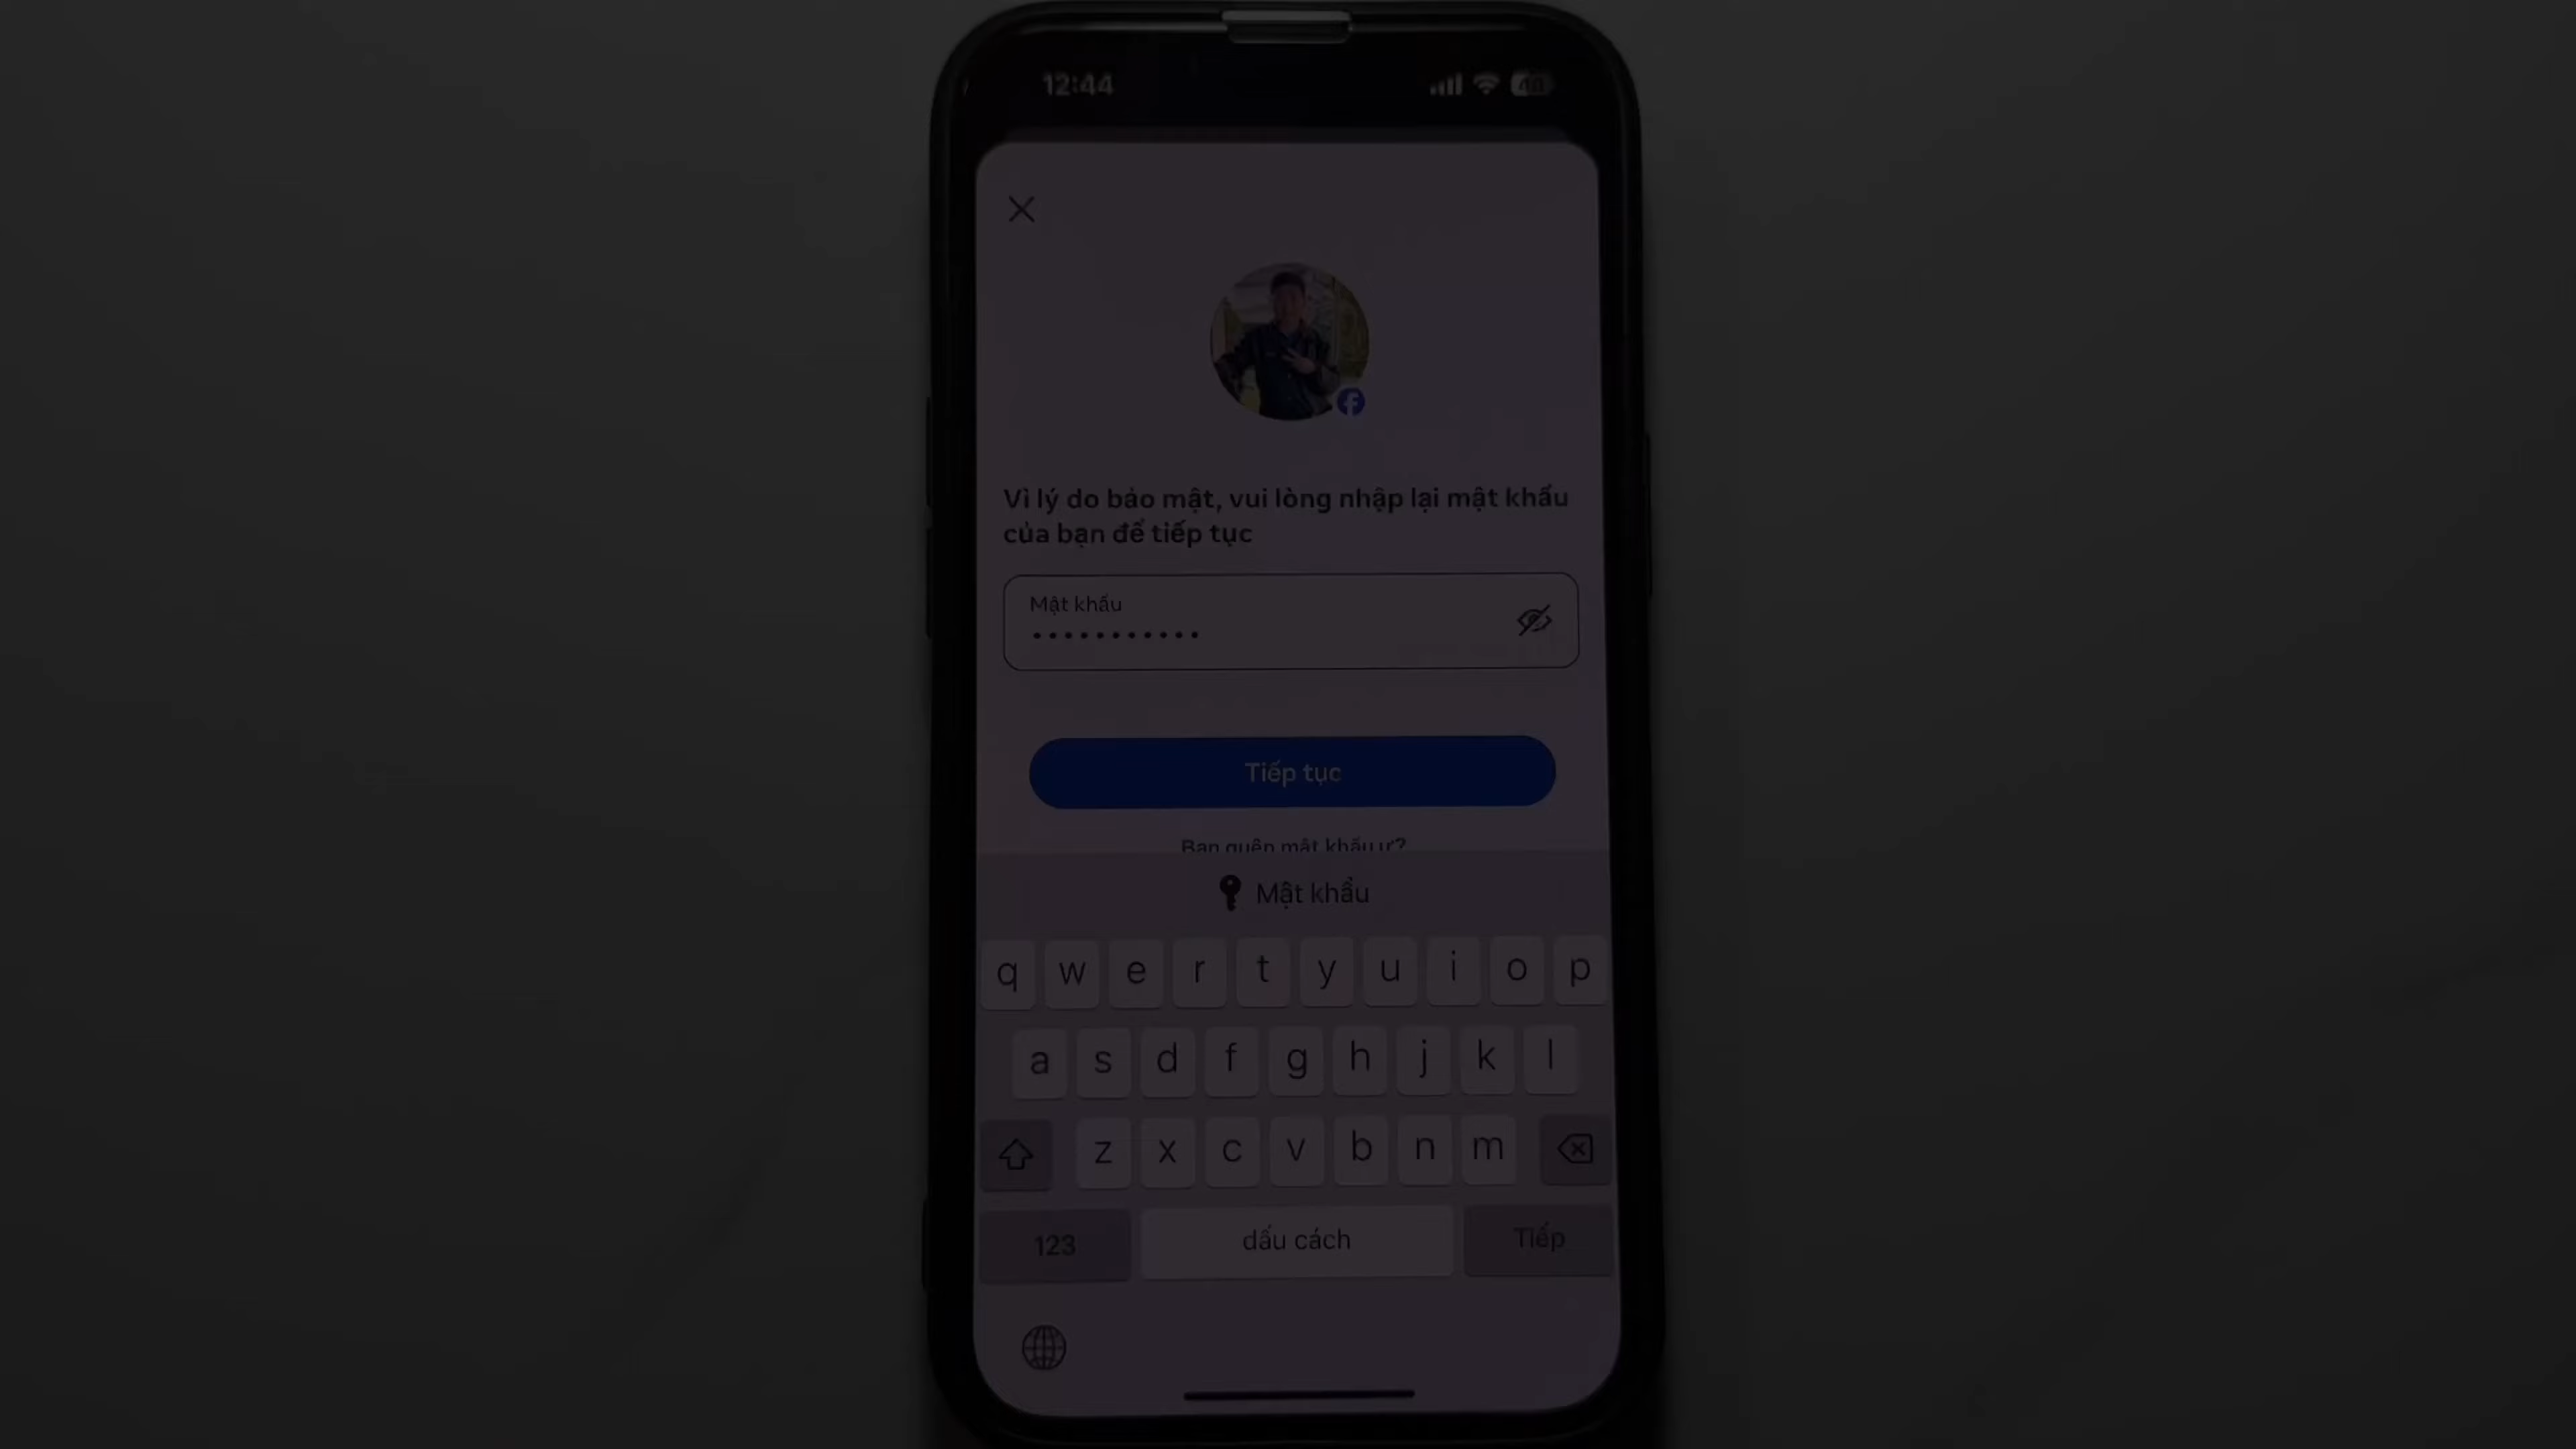 12:44
Vì lý do bảo mật, vui lòng nhập lại mật khẩu
của bạn để tiếp tục
Mật khẩu
Tiếp tục
Bạn quên mật khẩu ư?
Mật khẩu
q w e r t y u i o p
a s d f g h j k l
z x c v b n m
123 dấu cách Tiếp